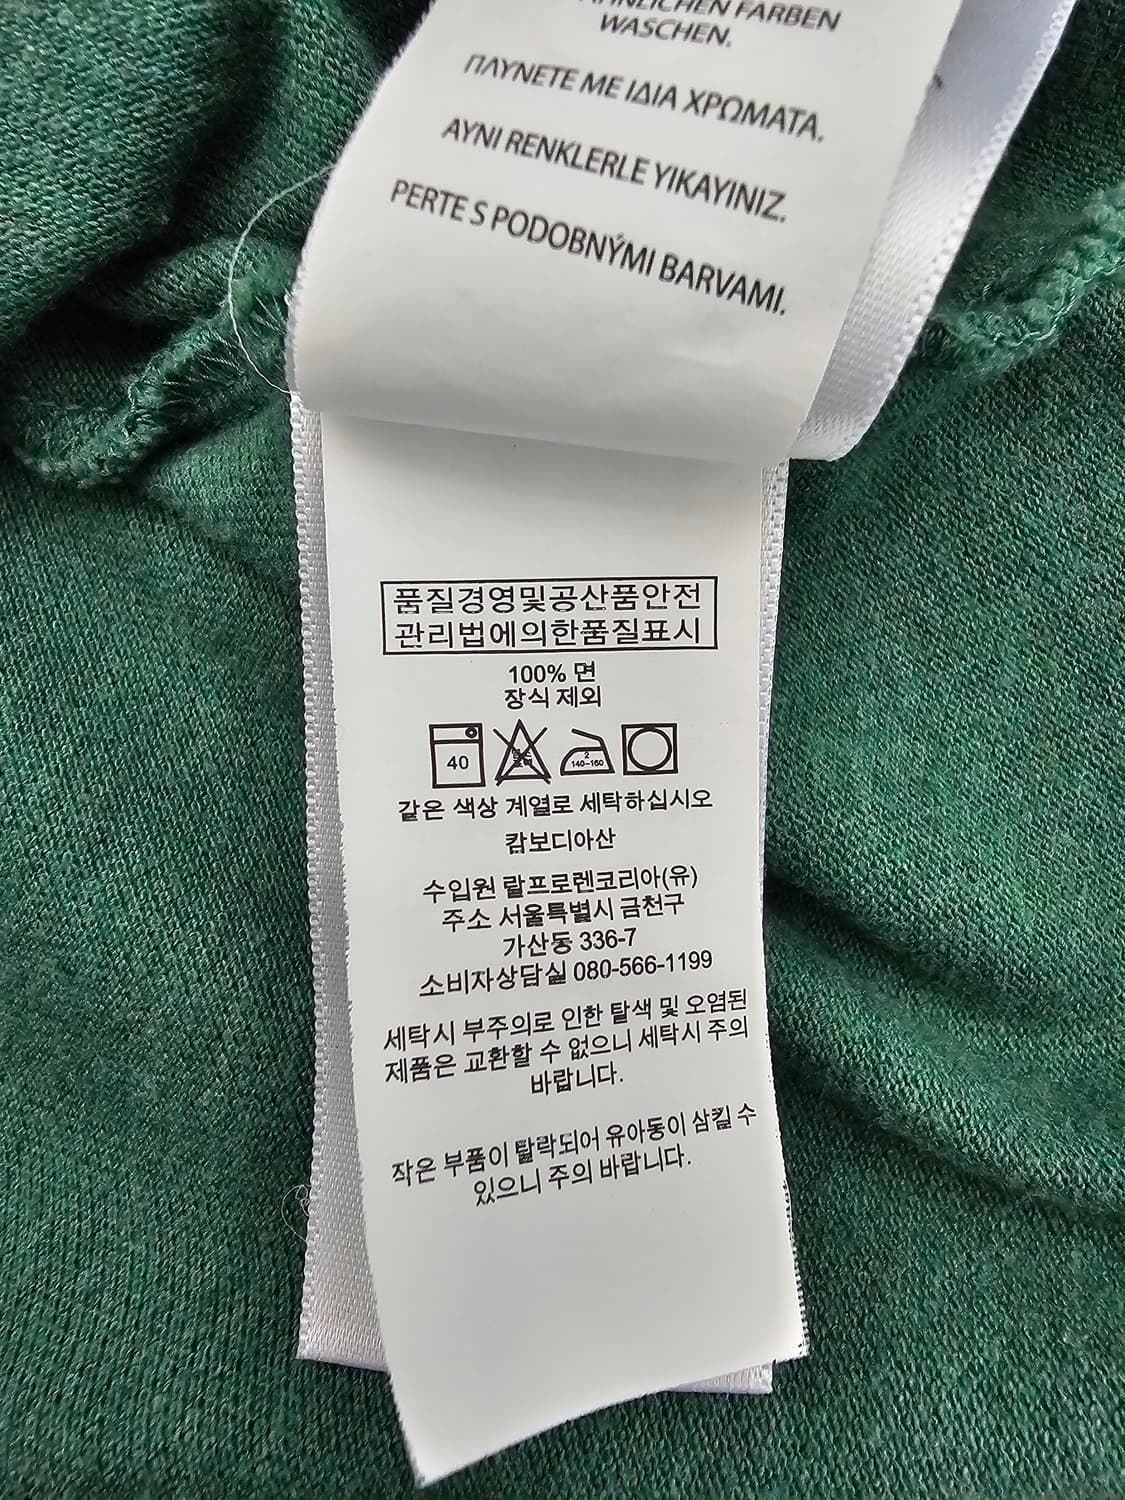 ÄHNLICHEN FARBEN
WASCHEN.
ΠΛΥΝΕΤΕ ΜΕ ΙΔΙΑ ΧΡΩΜΑΤΑ.
AYNI RENKLERLE YIKAYINIZ.
PERTE S PODOBNÝMI BARVAMI.
품질경영및공산품안전
관리법에의한품질표시
100% 면
장식 제외
40
2
140~160
같은 색상 계열로 세탁하십시오
캄보디아산
수입원 랄프로렌코리아(유)
주소 서울특별시 금천구
가산동 336-7
소비자상담실 080-566-1199
세탁시 부주의로 인한 탈색 및 오염된
제품은 교환할 수 없으니 세탁시 주의
바랍니다.
작은 부품이 탈락되어 유아동이 삼킬 수
있으니 주의 바랍니다.